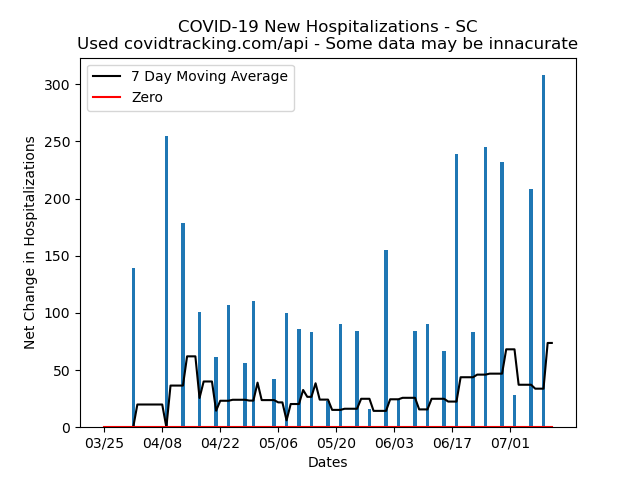 COVID-19 New Hospitalizations - SC
Used covidtracking.com/api - Some data may be innacurate
7 Day Moving Average
Zero
Net Change in Hospitalizations
300
250
200
150
100
50
0
03/25 04/08 04/22 05/06 05/20 06/03 06/17 07/01
Dates